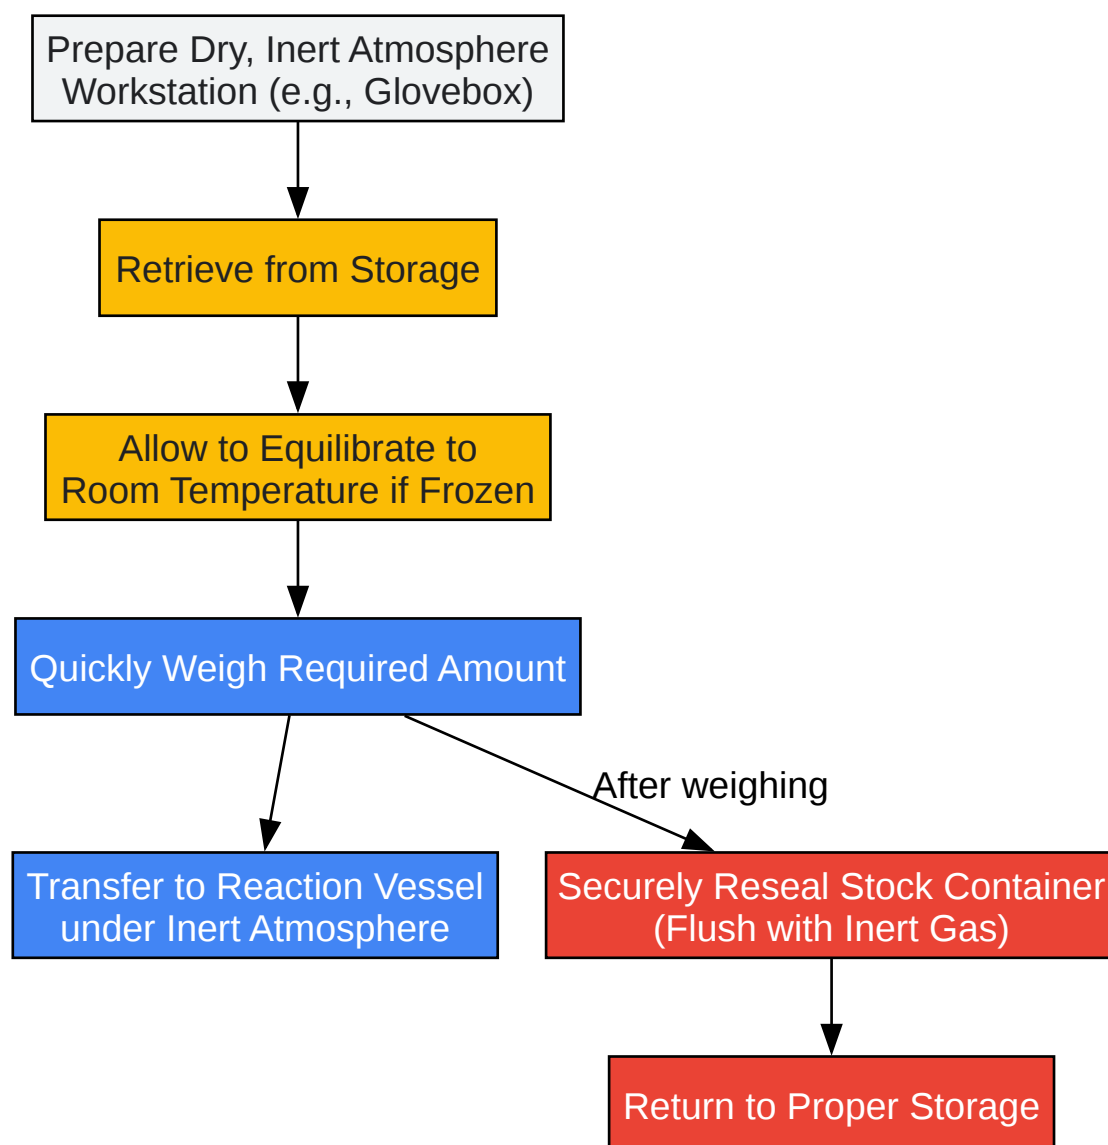 Prepare Dry, Inert Atmosphere
Workstation (e.g., Glovebox)
Retrieve from Storage
Allow to Equilibrate to
Room Temperature if Frozen
Quickly Weigh Required Amount
After weighing
Transfer to Reaction Vessel
under Inert Atmosphere
Securely Reseal Stock Container
(Flush with Inert Gas)
Return to Proper Storage